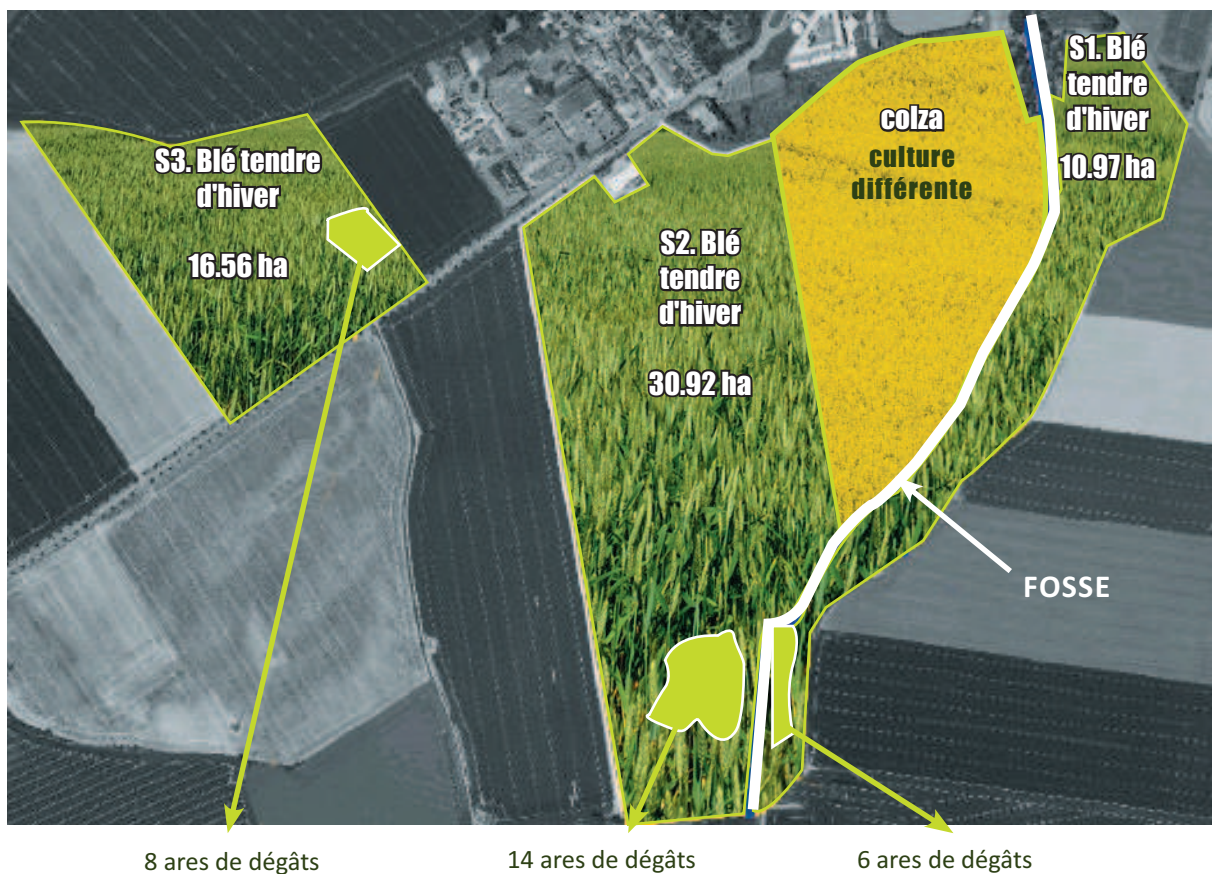 S1. Blé
tendre
d'hiver
10.97 ha
colza
culture
différente
S3. Blé tendre
d'hiver
16.56 ha
S2. Blé
tendre
d'hiver
30.92 ha
FOSSE
8 ares de dégâts
14 ares de dégâts
6 ares de dégâts